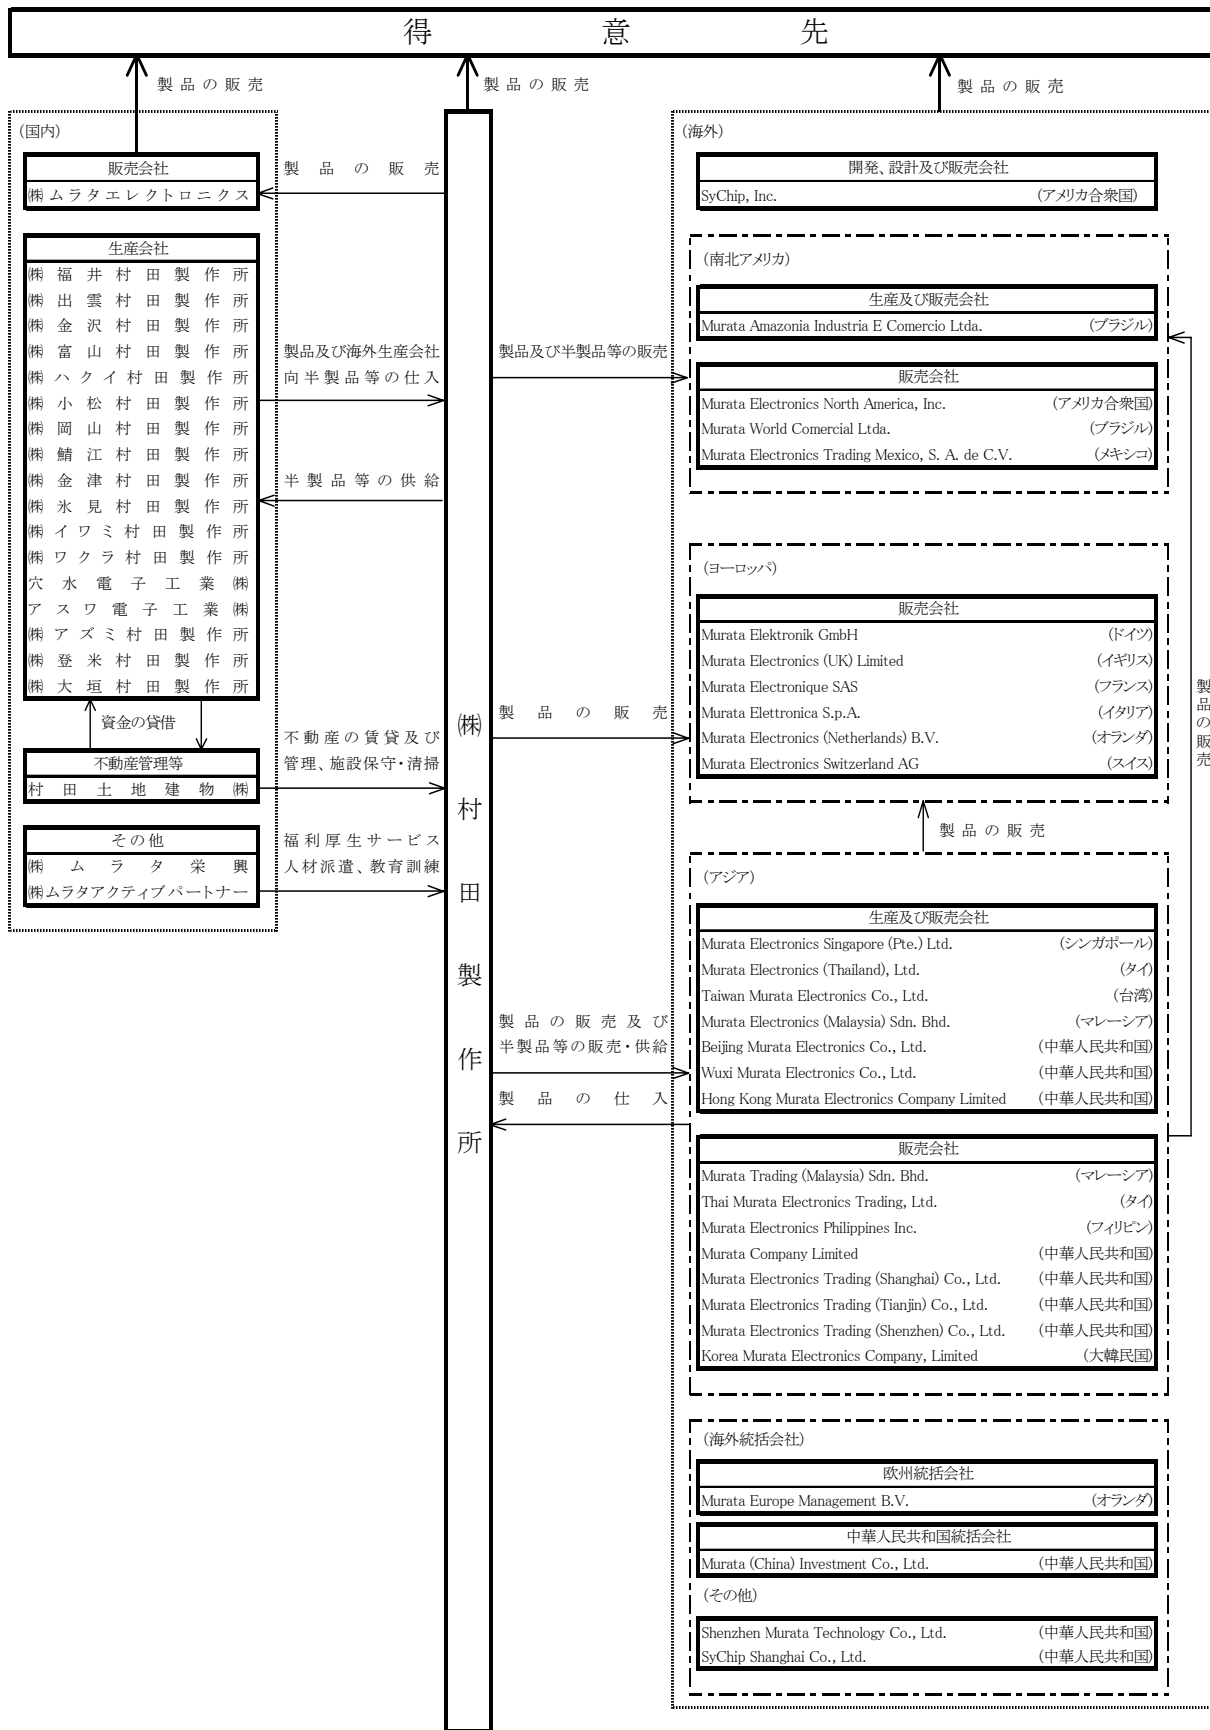 得意先
製品の販売
製品の販売
製品の販売
(国内)
販売会社
㈱ムラタエレクトロニクス
生産会社
㈱福井村田製作所
㈱出雲村田製作所
㈱金沢村田製作所
㈱富山村田製作所
㈱ハクイ村田製作所
㈱小松村田製作所
㈱岡山村田製作所
㈱鯖江村田製作所
㈱金津村田製作所
㈱氷見村田製作所
㈱イワミ村田製作所
㈱ワクラ村田製作所
穴水電子工業㈱
アスワ電子工業㈱
㈱アズミ村田製作所
㈱登米村田製作所
㈱大垣村田製作所
資金の貸借
不動産管理等
村田土地建物㈱
その他
㈱ムラタ栄興
㈱ムラタアクティブパートナー
製品の販売
製品及び海外生産会社
向半製品等の仕入
半製品等の供給
不動産の賃貸及び
管理、施設保守・清掃
福利厚生サービス
人材派遣、教育訓練
㈱村田製作所
製品及び半製品等の販売
製品の販売
製品の販売及び
半製品等の販売・供給
製品の仕入
(海外)
開発、設計及び販売会社
SyChip, Inc. (アメリカ合衆国)
(南北アメリカ)
生産及び販売会社
Murata Amazonia Industria E Comercio Ltda. (ブラジル)
販売会社
Murata Electronics North America, Inc. (アメリカ合衆国)
Murata World Comercial Ltda. (ブラジル)
Murata Electronics Trading Mexico, S. A. de C.V. (メキシコ)
(ヨーロッパ)
販売会社
Murata Elektronik GmbH (ドイツ)
Murata Electronics (UK) Limited (イギリス)
Murata Electronique SAS (フランス)
Murata Elettronica S.p.A. (イタリア)
Murata Electronics (Netherlands) B.V. (オランダ)
Murata Electronics Switzerland AG (スイス)
製品の販売
製品の販売
(アジア)
生産及び販売会社
Murata Electronics Singapore (Pte.) Ltd. (シンガポール)
Murata Electronics (Thailand), Ltd. (タイ)
Taiwan Murata Electronics Co., Ltd. (台湾)
Murata Electronics (Malaysia) Sdn. Bhd. (マレーシア)
Beijing Murata Electronics Co., Ltd. (中華人民共和国)
Wuxi Murata Electronics Co., Ltd. (中華人民共和国)
Hong Kong Murata Electronics Company Limited (中華人民共和国)
販売会社
Murata Trading (Malaysia) Sdn. Bhd. (マレーシア)
Thai Murata Electronics Trading, Ltd. (タイ)
Murata Electronics Philippines Inc. (フィリピン)
Murata Company Limited (中華人民共和国)
Murata Electronics Trading (Shanghai) Co., Ltd. (中華人民共和国)
Murata Electronics Trading (Tianjin) Co., Ltd. (中華人民共和国)
Murata Electronics Trading (Shenzhen) Co., Ltd. (中華人民共和国)
Korea Murata Electronics Company, Limited (大韓民国)
(海外統括会社)
欧州統括会社
Murata Europe Management B.V. (オランダ)
中華人民共和国統括会社
Murata (China) Investment Co., Ltd. (中華人民共和国)
(その他)
Shenzhen Murata Technology Co., Ltd. (中華人民共和国)
SyChip Shanghai Co., Ltd. (中華人民共和国)